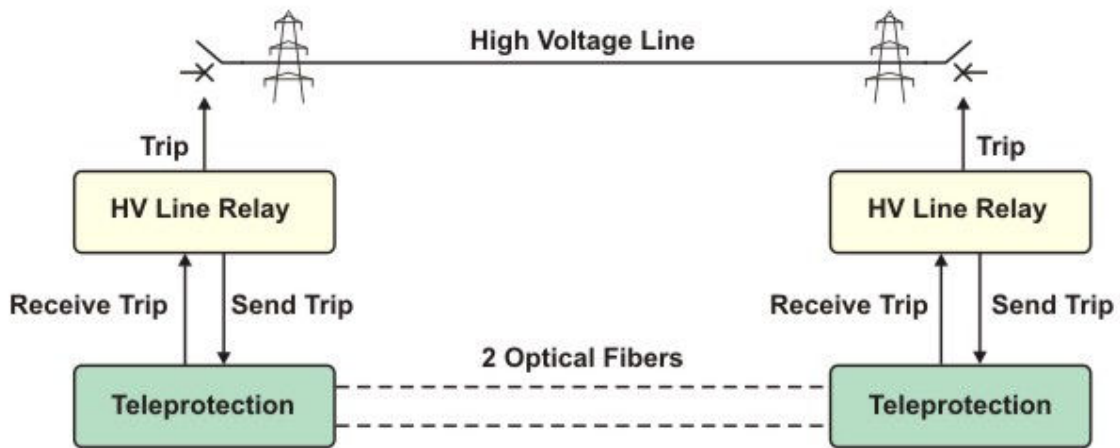 High Voltage Line
Trip
Trip
HV Line Relay
HV Line Relay
Receive Trip
Send Trip
Receive Trip
Send Trip
2 Optical Fibers
Teleprotection
Teleprotection